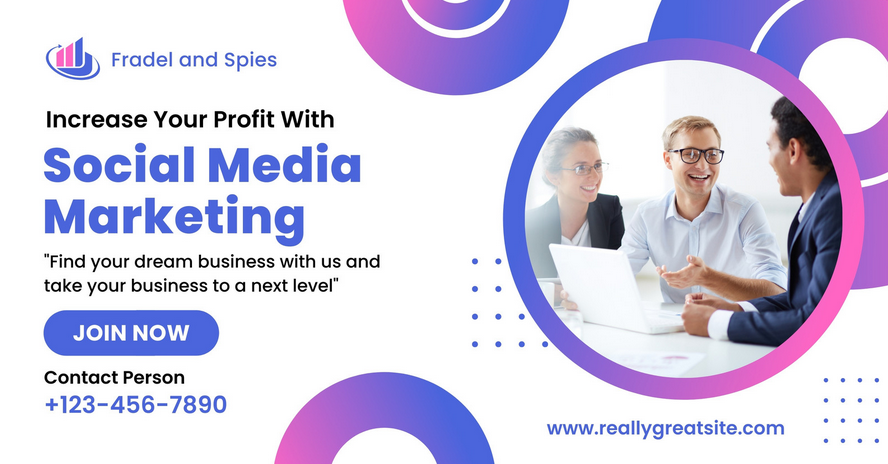 Fradel and Spies
Increase Your Profit With
Social Media
Marketing
"Find your dream business with us and
take your business to a next level"
JOIN NOW
Contact Person
+123-456-7890
www.reallygreatsite.com